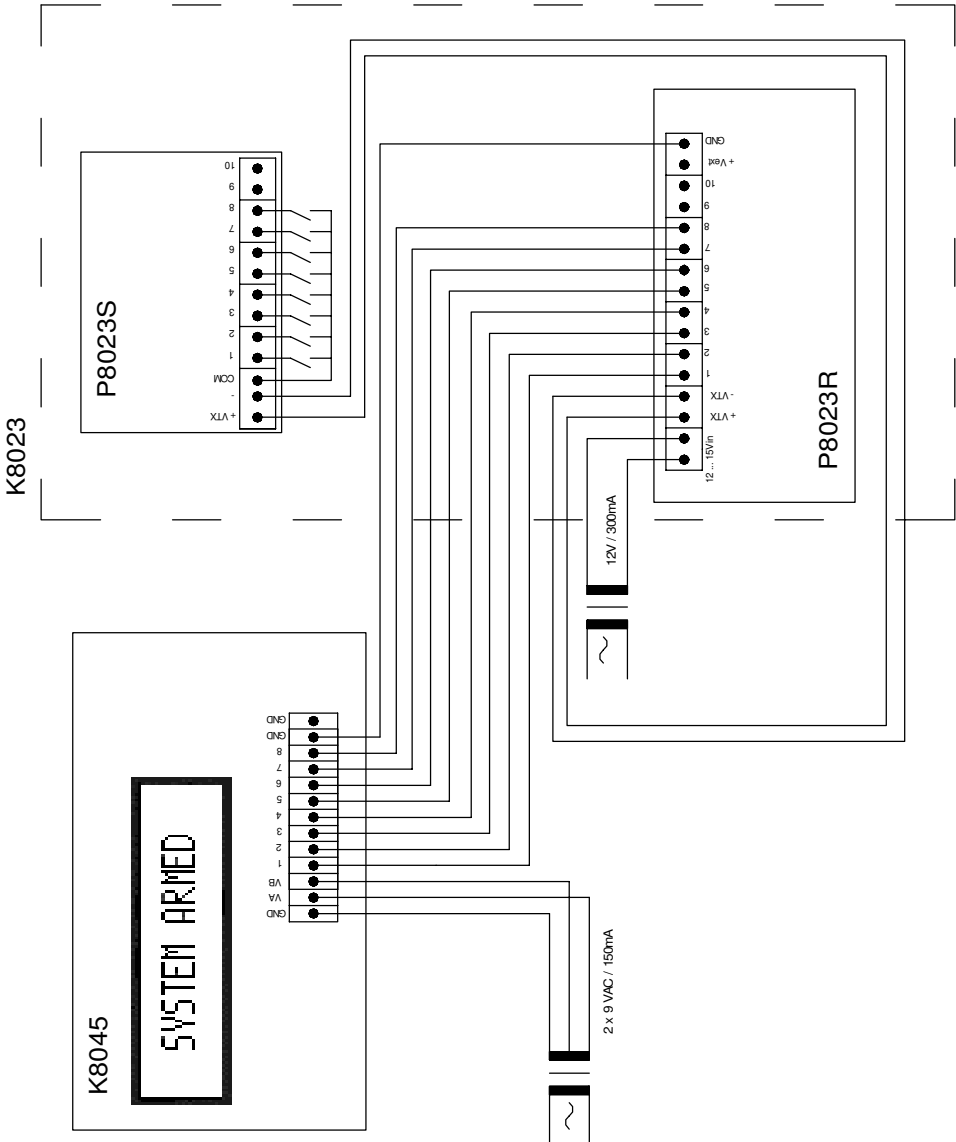 K8023
P8023S
10
9
8
7
6
5
4
3
2
1
COM
-
+ VTX
GND
+ Vext
10
9
8
7
6
5
4
3
2
1
- VTX
+ VTX
12 ... 15Vin
P8023R
12V / 300mA
K8045
SYSTEM ARMED
GND
GND
8
7
6
5
4
3
2
1
VB
VA
GND
2 x 9 VAC / 150mA